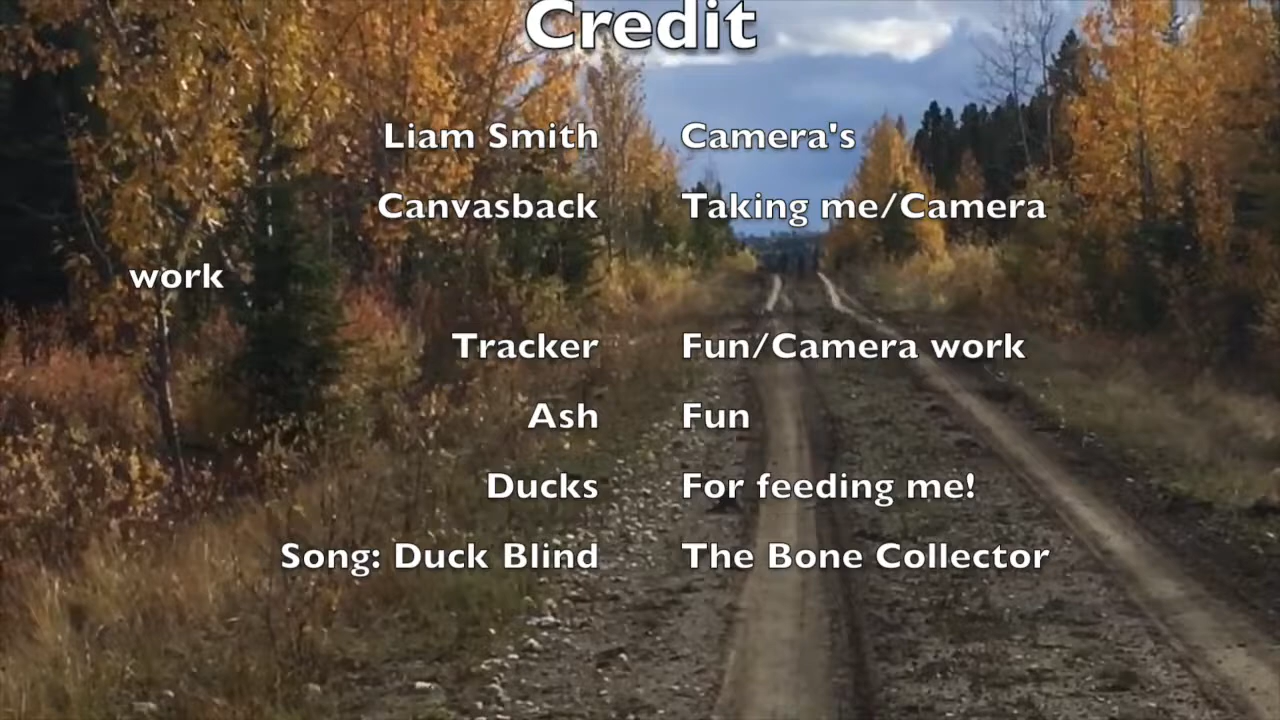 Credit
Liam Smith Camera's
Canvasback Taking me/Camera
work
Tracker Fun/Camera work
Ash Fun
Ducks For feeding me!
Song: Duck Blind The Bone Collector